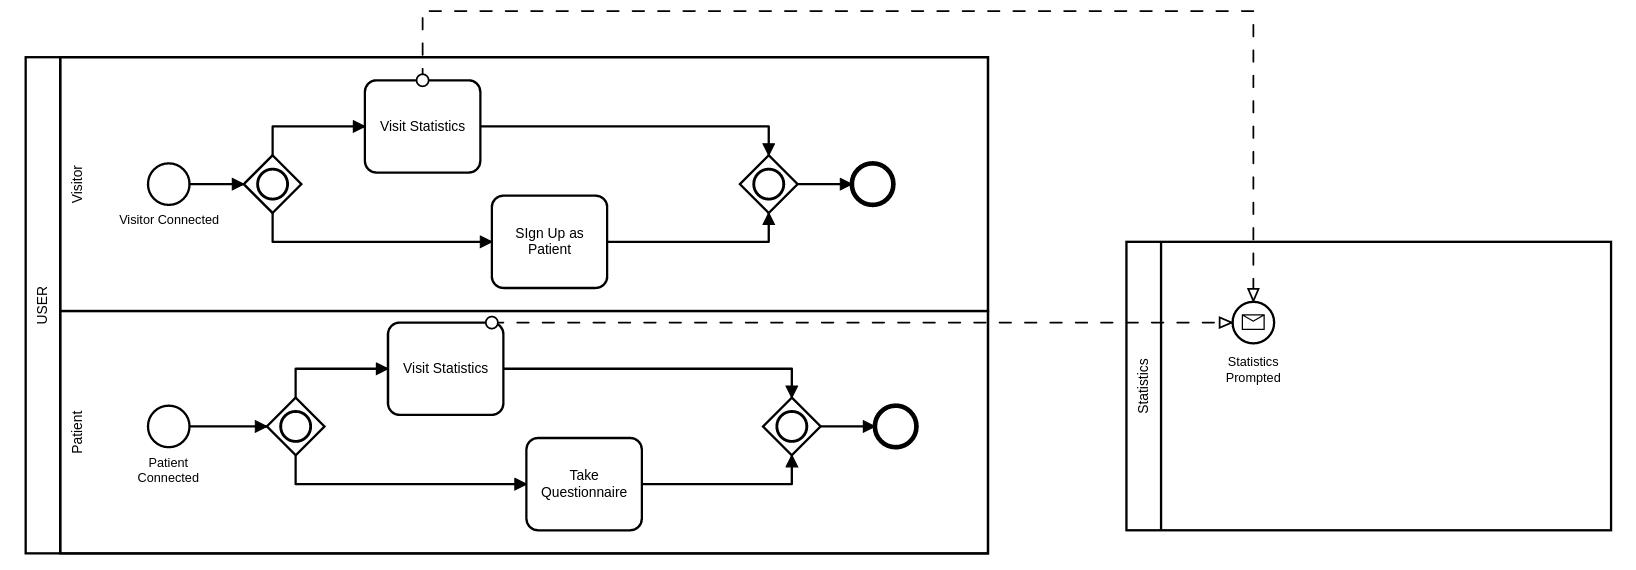 USER
Visitor
Visitor Connected
Visit Statistics
SIgn Up as
Patient
Patient
Patient
Connected
Visit Statistics
Take
Questionnaire
Statistics
Statistics
Prompted